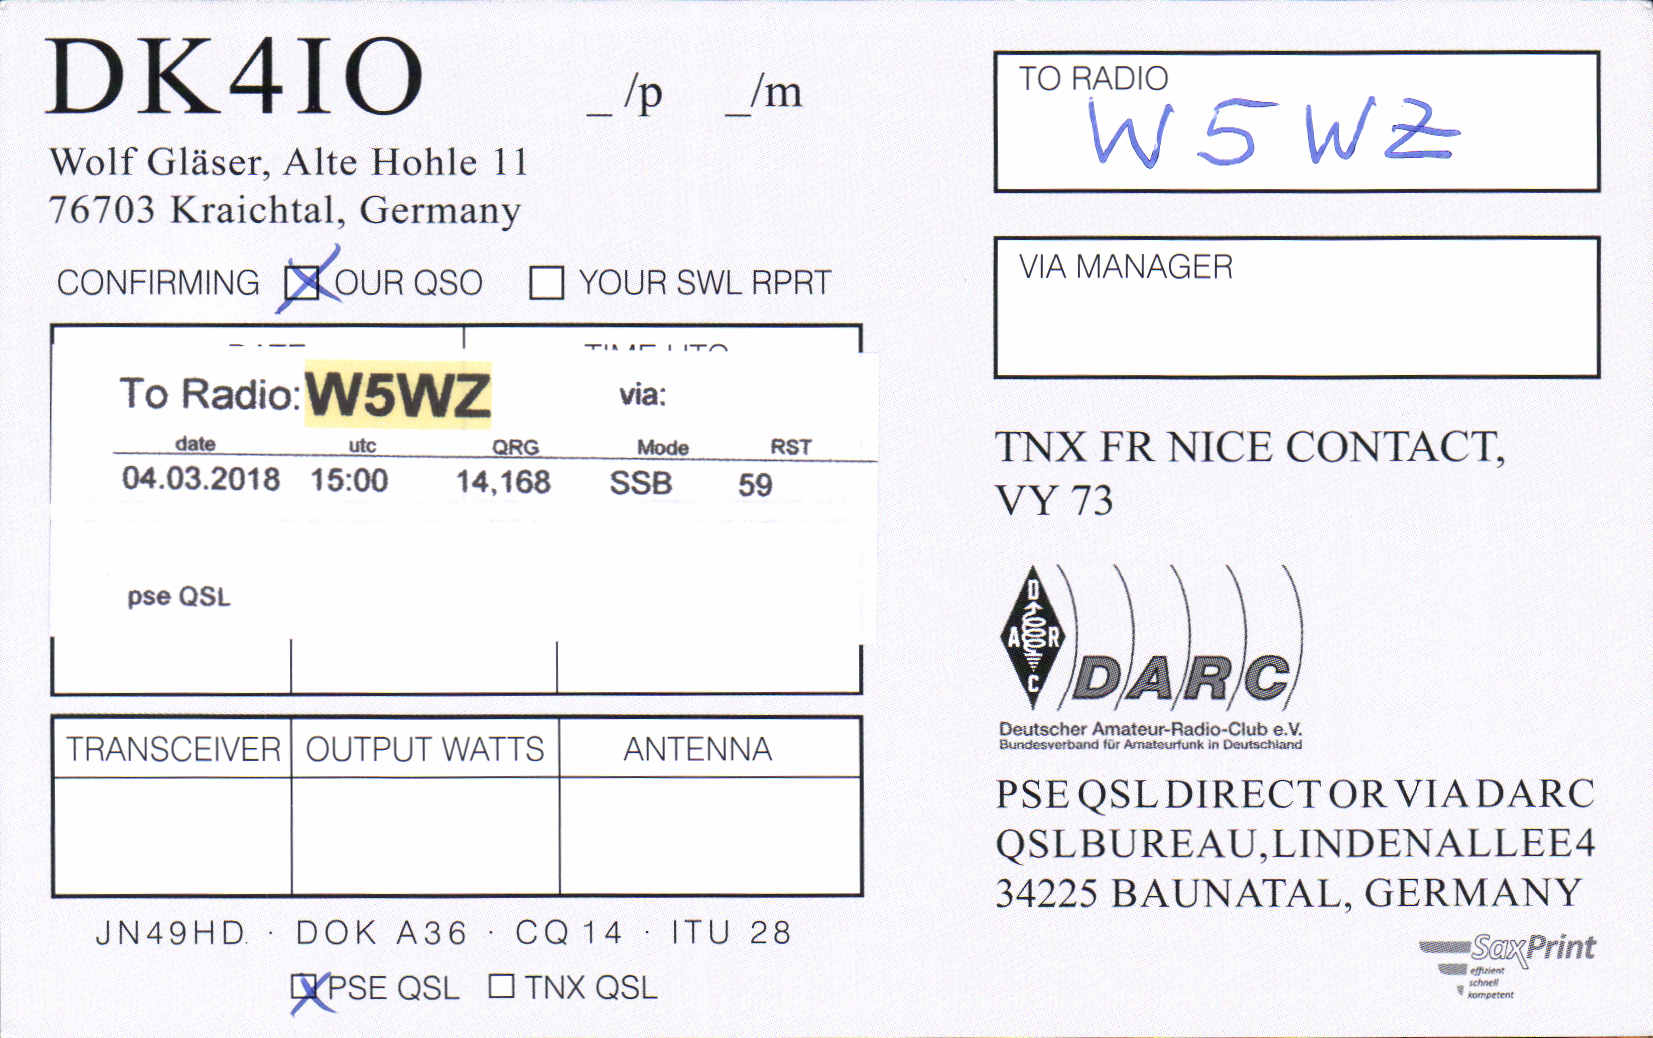 DK4IO _/p _/m
Wolf Gläser, Alte Hohle 11
76703 Kraichtal, Germany
CONFIRMING OUR QSO YOUR SWL RPRT
DATE TIME UTC
To Radio: W5WZ via:
date utc QRG Mode RST
04.03.2018 15:00 14,168 SSB 59
pse QSL
TRANSCEIVER OUTPUT WATTS ANTENNA
JN49HD. · DOK A36 · CQ 14 · ITU 28
PSE QSL TNX QSL
TO RADIO
W5WZ
VIA MANAGER
TNX FR NICE CONTACT,
VY 73
D
A R
C
DARC
Deutscher Amateur-Radio-Club e.V.
Bundesverband für Amateurfunk in Deutschland
PSE QSL DIRECT OR VIA DARC
QSLBUREAU, LINDENALLEE 4
34225 BAUNATAL, GERMANY
SaxPrint
effizient
schnell
kompetent